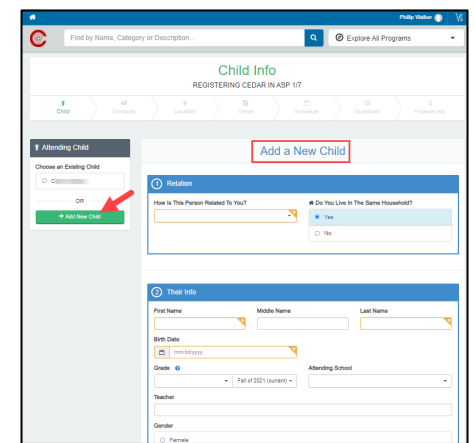 Phillip Walker
Find by Name, Category or Description...
Explore All Programs
Child Info
REGISTERING CEDAR IN ASP 1/7
Child
Contacts
Location
Terms
Schedule
Questions
Finance Info
Attending Child
Choose an Existing Child
OR
+ Add New Child
Add a New Child
1 Relation
How Is This Person Related To You?
Do You Live In The Same Household?
Yes
No
2 Their Info
First Name
Middle Name
Last Name
Birth Date
mm/dd/yyyy
Grade
Attending School
Fall of 2021 (current)
Teacher
Gender
Female